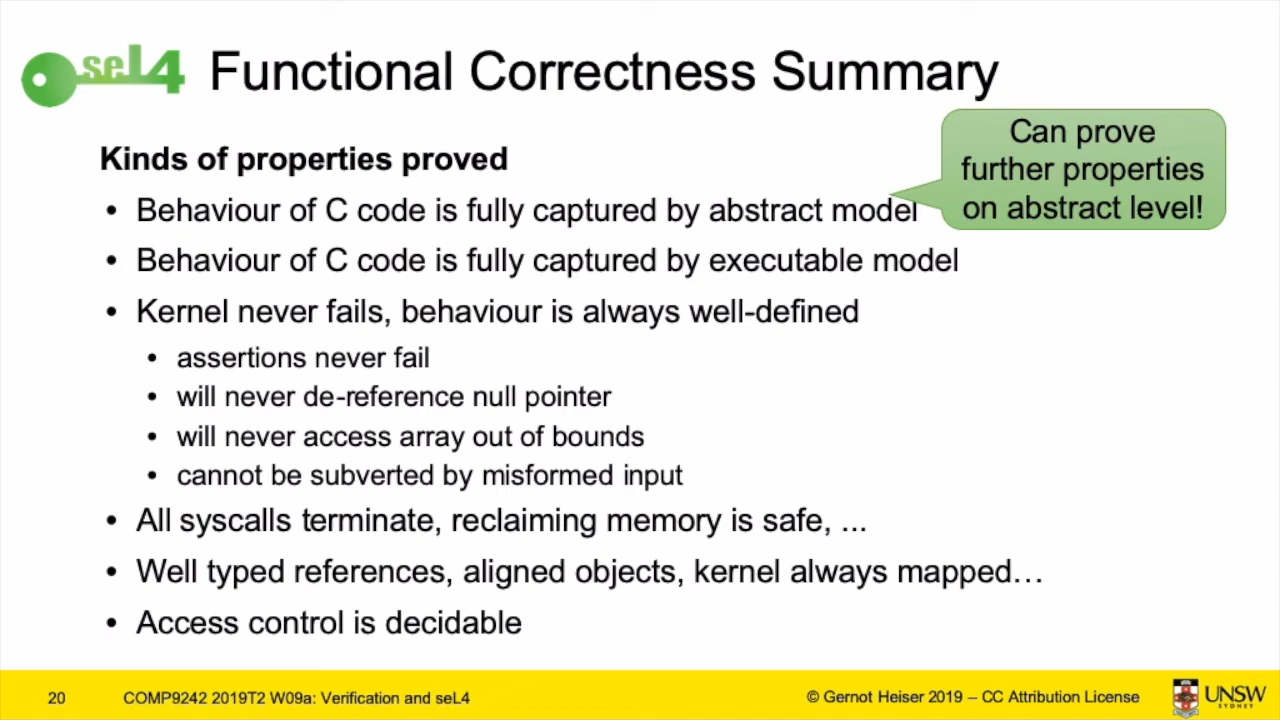 seL4
Functional Correctness Summary
Can prove
further properties
on abstract level!
Kinds of properties proved
• Behaviour of C code is fully captured by abstract model
• Behaviour of C code is fully captured by executable model
• Kernel never fails, behaviour is always well-defined
• assertions never fail
• will never de-reference null pointer
• will never access array out of bounds
• cannot be subverted by misformed input
• All syscalls terminate, reclaiming memory is safe, ...
• Well typed references, aligned objects, kernel always mapped…
• Access control is decidable
20
COMP9242 2019T2 W09a: Verification and seL4
© Gernot Heiser 2019 – CC Attribution License
UNSW
SYDNEY